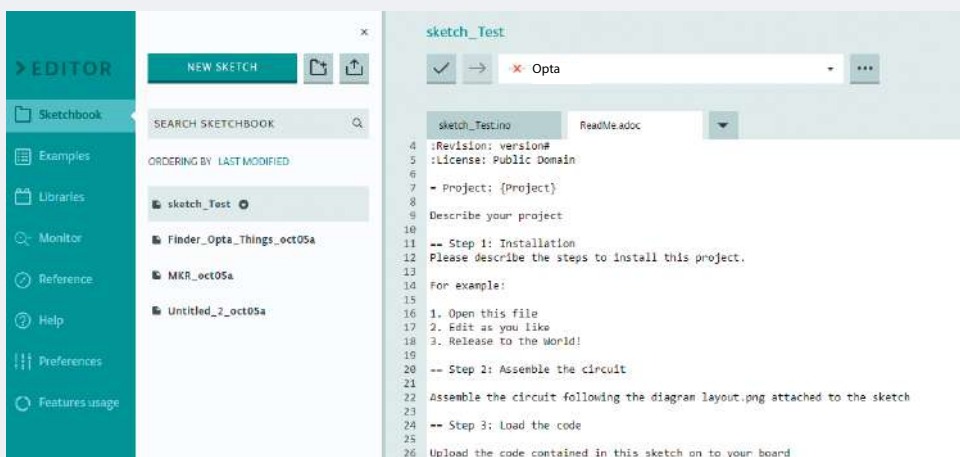 >EDITOR
Sketchbook
Examples
Libraries
Monitor
Reference
Help
Preferences
Features usage
×
NEW SKETCH
SEARCH SKETCHBOOK
ORDERING BY LAST MODIFIED
sketch_Test
Finder_Opta_Things_oct05a
MKR_oct05a
Untitled_2_oct05a
sketch_Test
Opta
sketch_Test.ino
ReadMe.adoc
4 :Revision: version#
5 :License: Public Domain
6
7 = Project: {Project}
8
9 Describe your project
10
11 == Step 1: Installation
12 Please describe the steps to install this project.
13
14 For example:
15
16 1. Open this file
17 2. Edit as you like
18 3. Release to the World!
19
20 == Step 2: Assemble the circuit
21
22 Assemble the circuit following the diagram layout.png attached to the sketch
23
24 == Step 3: Load the code
25
26 Upload the code contained in this sketch on to your board